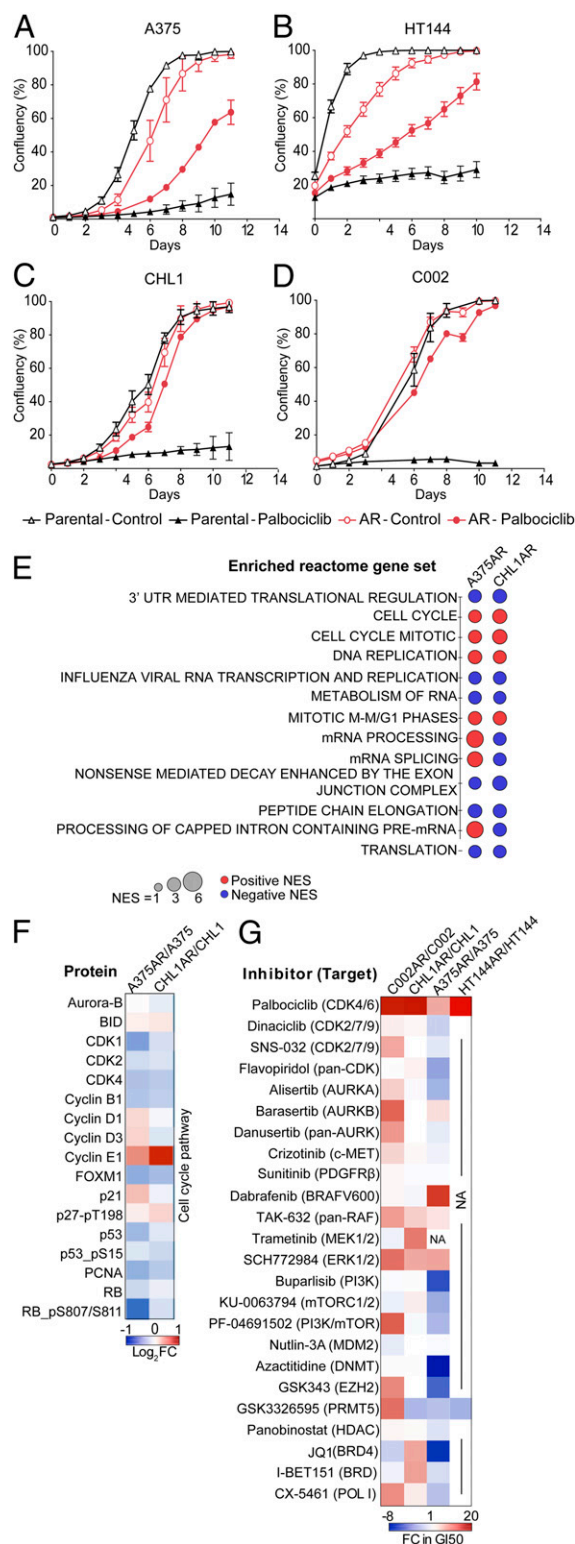 A
A375
Confluency (%)
100
80
60
40
20
0 2 4 6 8 10 12 14
Days
B
HT144
Confluency (%)
100
80
60
40
20
0 2 4 6 8 10 12 14
Days
C
CHL1
Confluency (%)
100
80
60
40
20
0 2 4 6 8 10 12 14
Days
D
C002
Confluency (%)
100
80
60
40
20
0 2 4 6 8 10 12 14
Days
Parental-Control Parental-Palbociclib AR-Control AR-Palbociclib
E
Enriched reactome gene set
A375AR CHL1AR
3' UTR MEDIATED TRANSLATIONAL REGULATION
CELL CYCLE
CELL CYCLE MITOTIC
DNA REPLICATION
INFLUENZA VIRAL RNA TRANSCRIPTION AND REPLICATION
METABOLISM OF RNA
MITOTIC M-M/G1 PHASES
mRNA PROCESSING
mRNA SPLICING
NONSENSE MEDIATED DECAY ENHANCED BY THE EXON
JUNCTION COMPLEX
PEPTIDE CHAIN ELONGATION
PROCESSING OF CAPPED INTRON CONTAINING PRE-mRNA
TRANSLATION
NES = 1 3 6
Positive NES
Negative NES
F
Protein
A375AR/A375
CHL1AR/CHL1
Aurora-B
BID
CDK1
CDK2
CDK4
Cyclin B1
Cyclin D1
Cyclin D3
Cyclin E1
FOXM1
p21
p27-pT198
p53
p53_pS15
PCNA
RB
RB_pS807/S811
Cell cycle pathway
-1 0 1
Log2FC
G
Inhibitor (Target)
C002AR/C002
CHL1AR/CHL1
A375AR/A375
HT144AR/HT144
Palbociclib (CDK4/6)
Dinaciclib (CDK2/7/9)
SNS-032 (CDK2/7/9)
Flavopiridol (pan-CDK)
Alisertib (AURKA)
Barasertib (AURKB)
Danusertib (pan-AURK)
Crizotinib (c-MET)
Sunitinib (PDGFRβ)
Dabrafenib (BRAFV600)
NA
TAK-632 (pan-RAF)
Trametinib (MEK1/2)
NA
SCH772984 (ERK1/2)
Buparlisib (PI3K)
KU-0063794 (mTORC1/2)
PF-04691502 (PI3K/mTOR)
Nutlin-3A (MDM2)
Azactitidine (DNMT)
GSK343 (EZH2)
GSK3326595 (PRMT5)
Panobinostat (HDAC)
JQ1(BRD4)
I-BET151 (BRD)
CX-5461 (POL I)
-8 1 20
FC in GI50